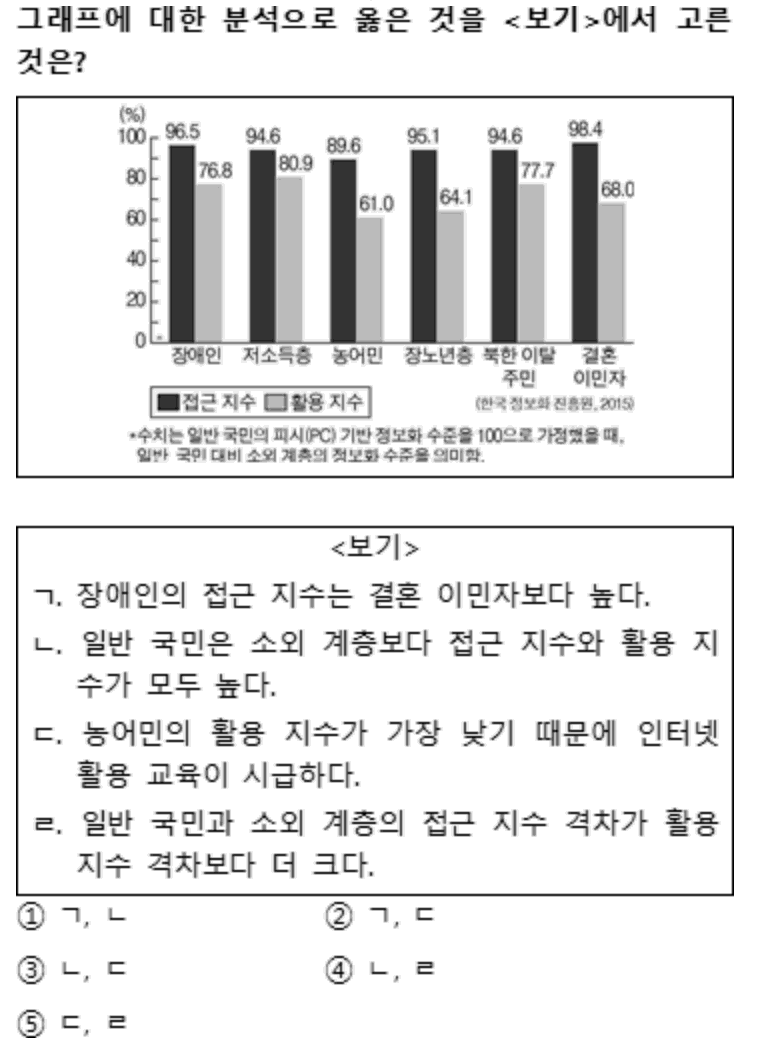 그래프에 대한 분석으로 옳은 것을 <보기>에서 고른
것은?
(%)
100
80
60
40
20
0
96.5
76.8
94.6
80.9
89.6
61.0
95.1
64.1
94.6
77.7
98.4
68.0
장애인 저소득층 농어민 장노년층 북한 이탈 결혼
주민 이민자
접근 지수 활용 지수
(한국 정보화 진흥원, 2015)
*수치는 일반 국민의 피시(PC) 기반 정보화 수준을 100으로 가정했을 때,
일반 국민 대비 소외 계층의 정보화 수준을 의미함.
<보기>
ㄱ. 장애인의 접근 지수는 결혼 이민자보다 높다.
ㄴ. 일반 국민은 소외 계층보다 접근 지수와 활용 지
수가 모두 높다.
ㄷ. 농어민의 활용 지수가 가장 낮기 때문에 인터넷
활용 교육이 시급하다.
ㄹ. 일반 국민과 소외 계층의 접근 지수 격차가 활용
지수 격차보다 더 크다.
① ㄱ, ㄴ ② ㄱ, ㄷ
③ ㄴ, ㄷ ④ ㄴ, ㄹ
⑤ ㄷ, ㄹ